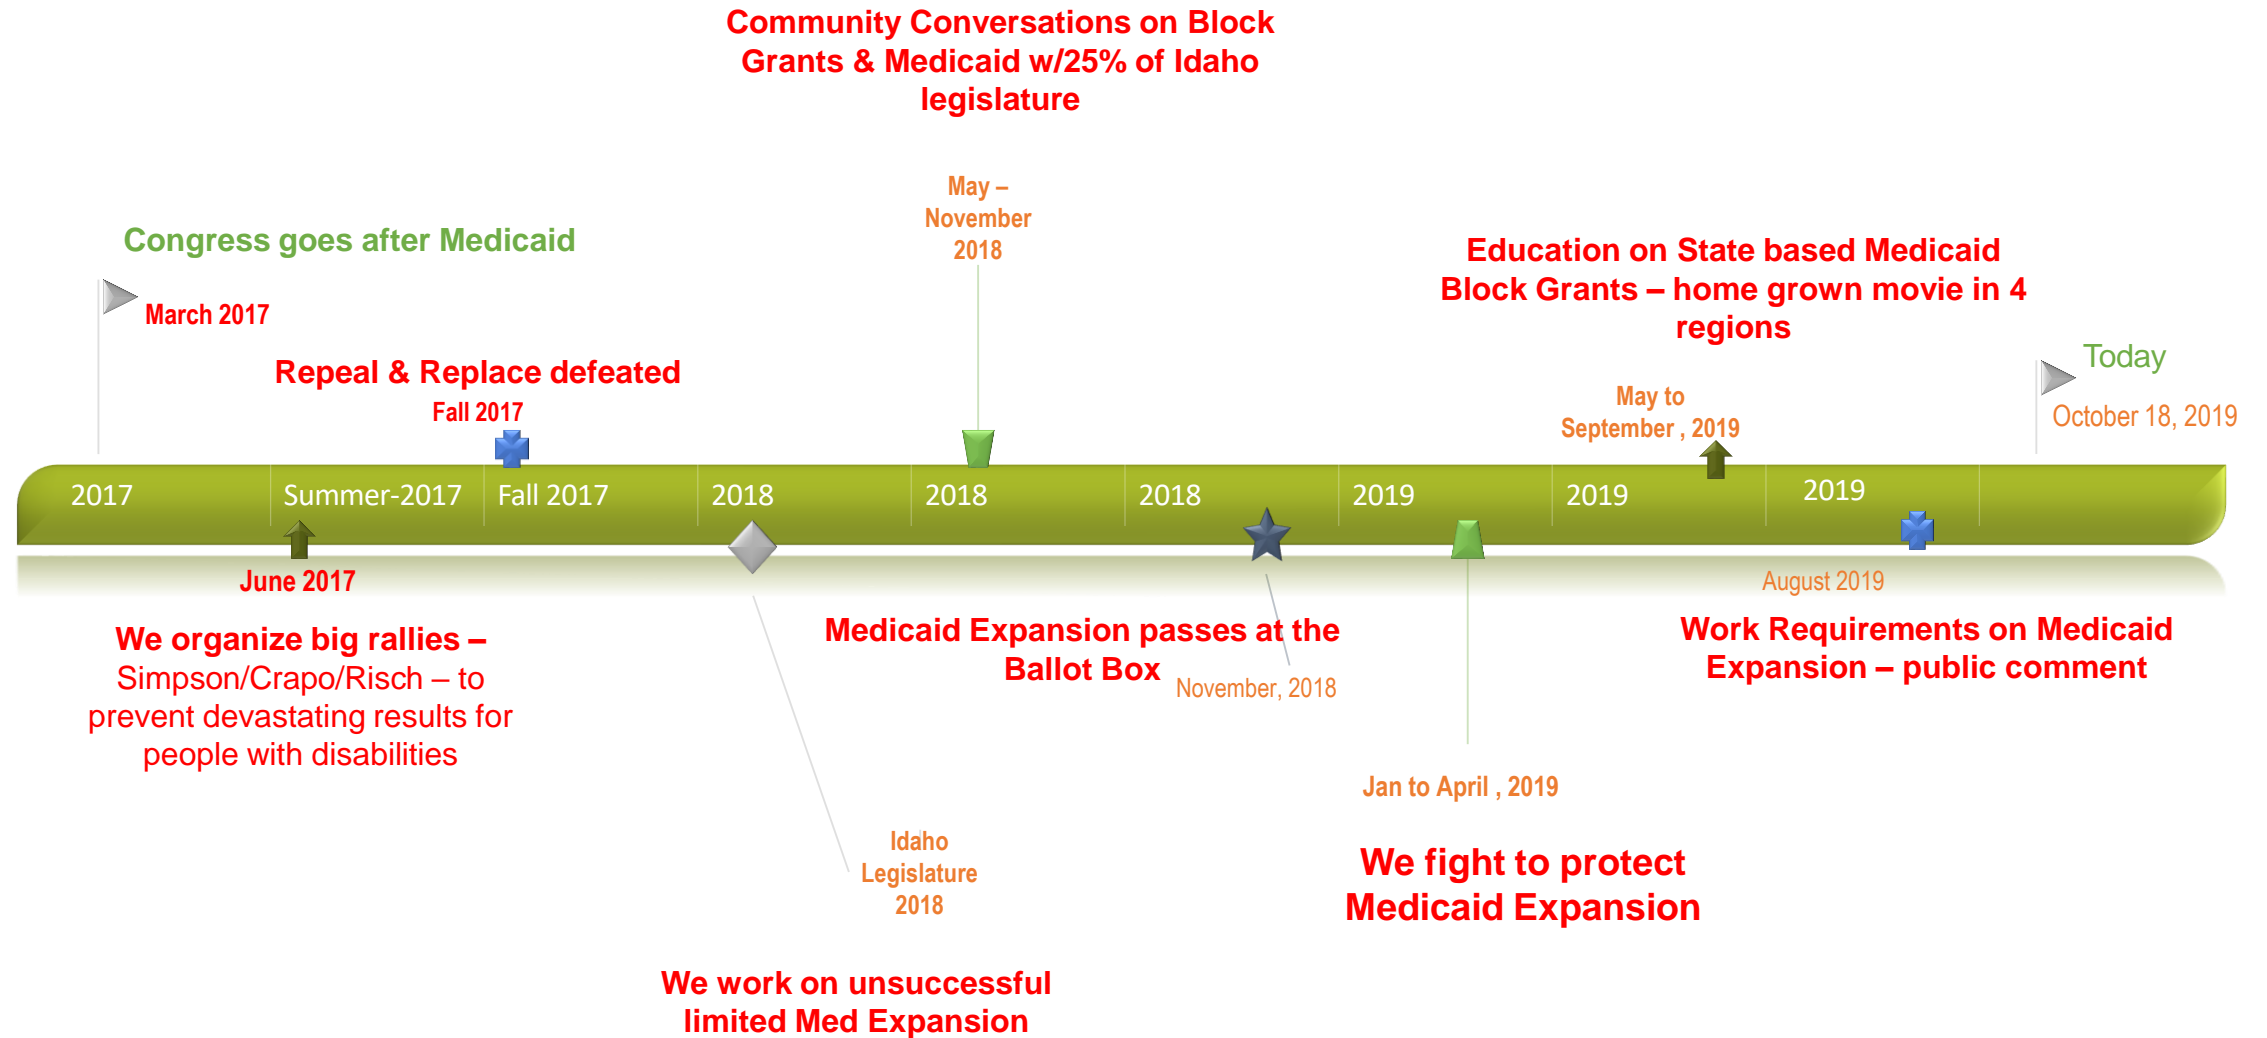 Community Conversations on Block
Grants & Medicaid w/25% of Idaho
legislature
May –
November
2018
Congress goes after Medicaid
March 2017
Education on State based Medicaid
Block Grants – home grown movie in 4
regions
Repeal & Replace defeated
Fall 2017
May to
September , 2019
Today
October 18, 2019
2017
Summer-2017
Fall 2017
2018
2018
2018
2019
2019
2019
June 2017
We organize big rallies –
Simpson/Crapo/Risch – to
prevent devastating results for
people with disabilities
Medicaid Expansion passes at the
Ballot Box
November, 2018
August 2019
Work Requirements on Medicaid
Expansion – public comment
Jan to April , 2019
We fight to protect
Medicaid Expansion
Idaho
Legislature
2018
We work on unsuccessful
limited Med Expansion